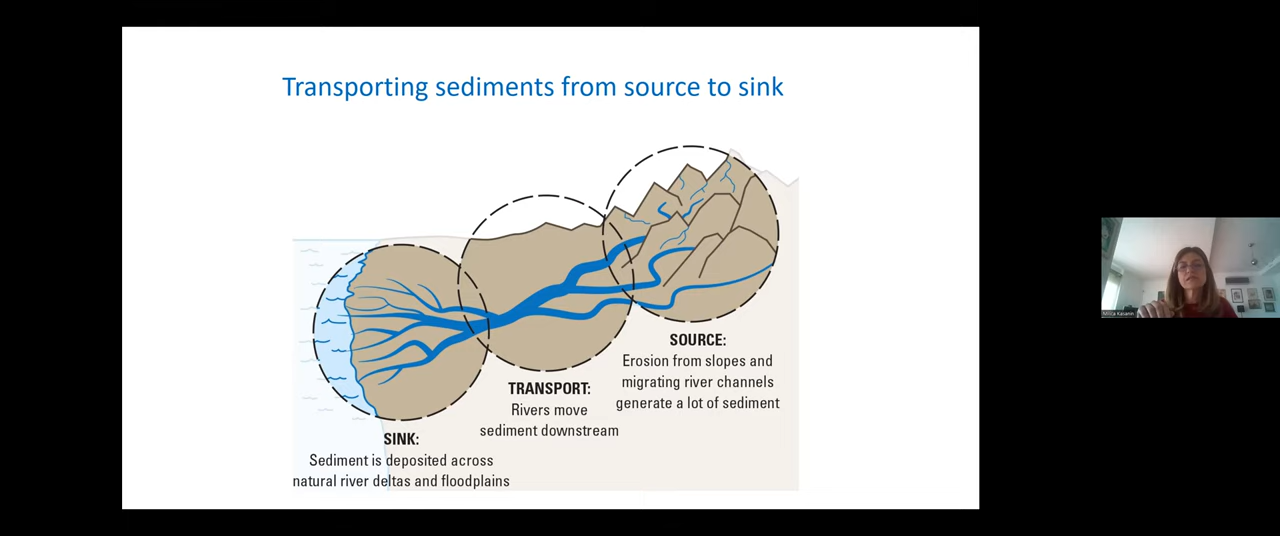 Transporting sediments from source to sink
SOURCE:
Erosion from slopes and
migrating river channels
generate a lot of sediment
TRANSPORT:
Rivers move
sediment downstream
SINK:
Sediment is deposited across
natural river deltas and floodplains